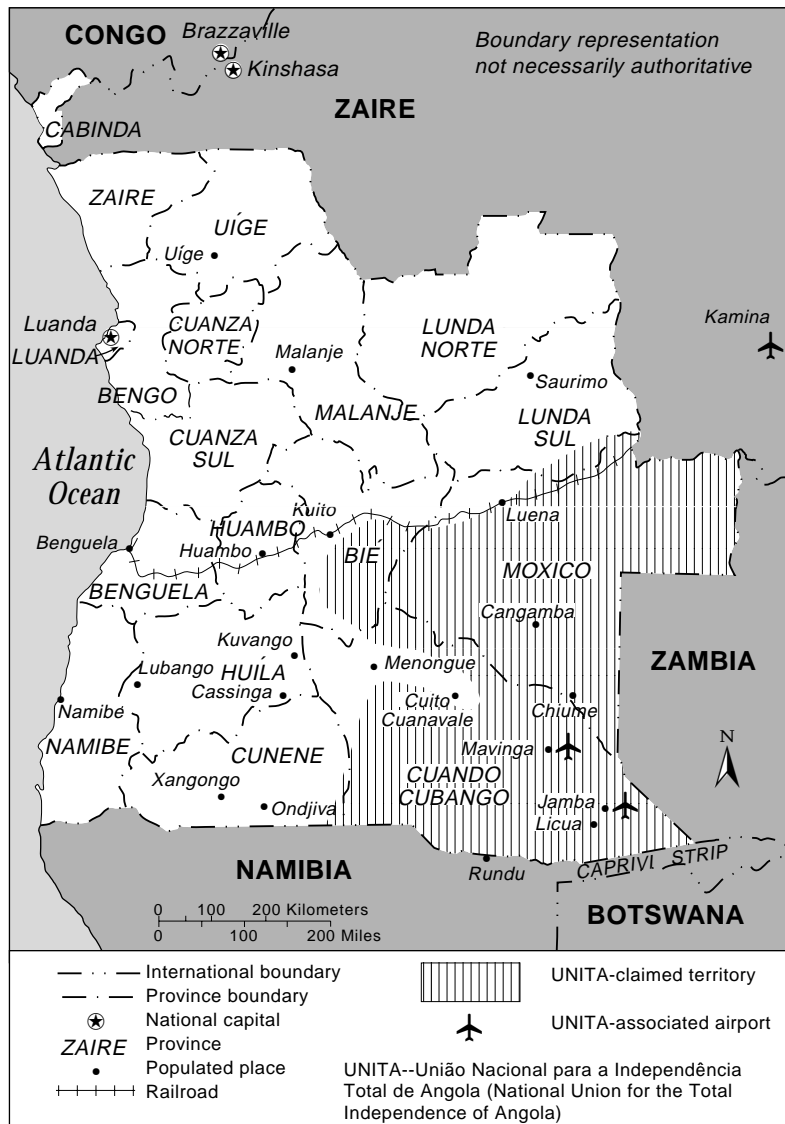 CONGO
Brazzaville
Kinshasa
Boundary representation
not necessarily authoritative
ZAIRE
CABINDA
ZAIRE
UÍGE
Uíge
Luanda
LUANDA
CUANZA
NORTE
Malanje
LUNDA
NORTE
Kamina
Saurimo
BENGO
MALANJE
LUNDA
SUL
CUANZA
SUL
Atlantic
Ocean
Kuito
Luena
HUAMBO
Benguela
Huambo
BIÉ
MOXICO
BENGUELA
Cangamba
Kuvango
Menongue
ZAMBIA
Lubango
HUÍLA
Cassinga
Cuito
Cuanavale
Chiume
Namibe
NAMIBE
CUNENE
Mavinga
N
Xangongo
CUANDO
CUBANGO
Ondjiva
Jamba
Licua
NAMIBIA
Rundu
CAPRIVI STRIP
BOTSWANA
0 100 200 Kilometers
0 100 200 Miles
International boundary
Province boundary
National capital
ZAIRE Province
Populated place
Railroad
UNITA-claimed territory
UNITA-associated airport
UNITA--União Nacional para a Independência
Total de Angola (National Union for the Total
Independence of Angola)